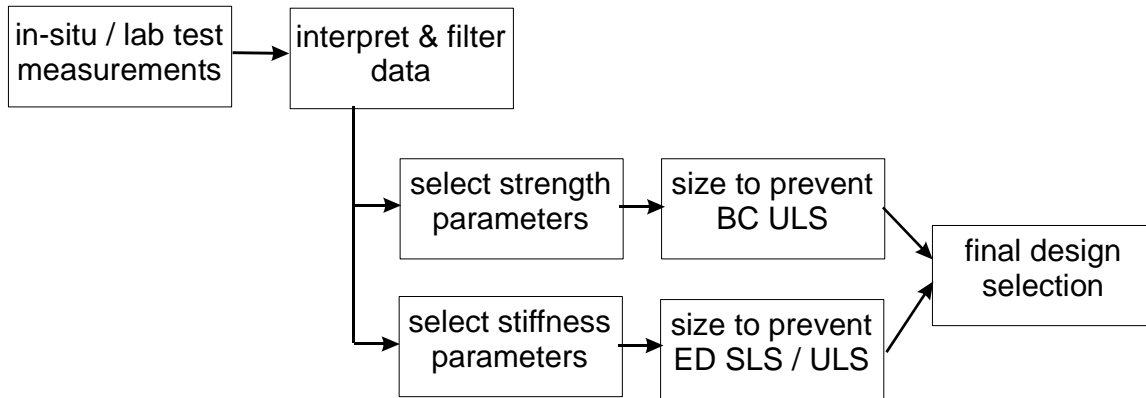 in-situ / lab test
measurements
interpret & filter
data
select strength
parameters
size to prevent
BC ULS
final design
selection
select stiffness
parameters
size to prevent
ED SLS / ULS